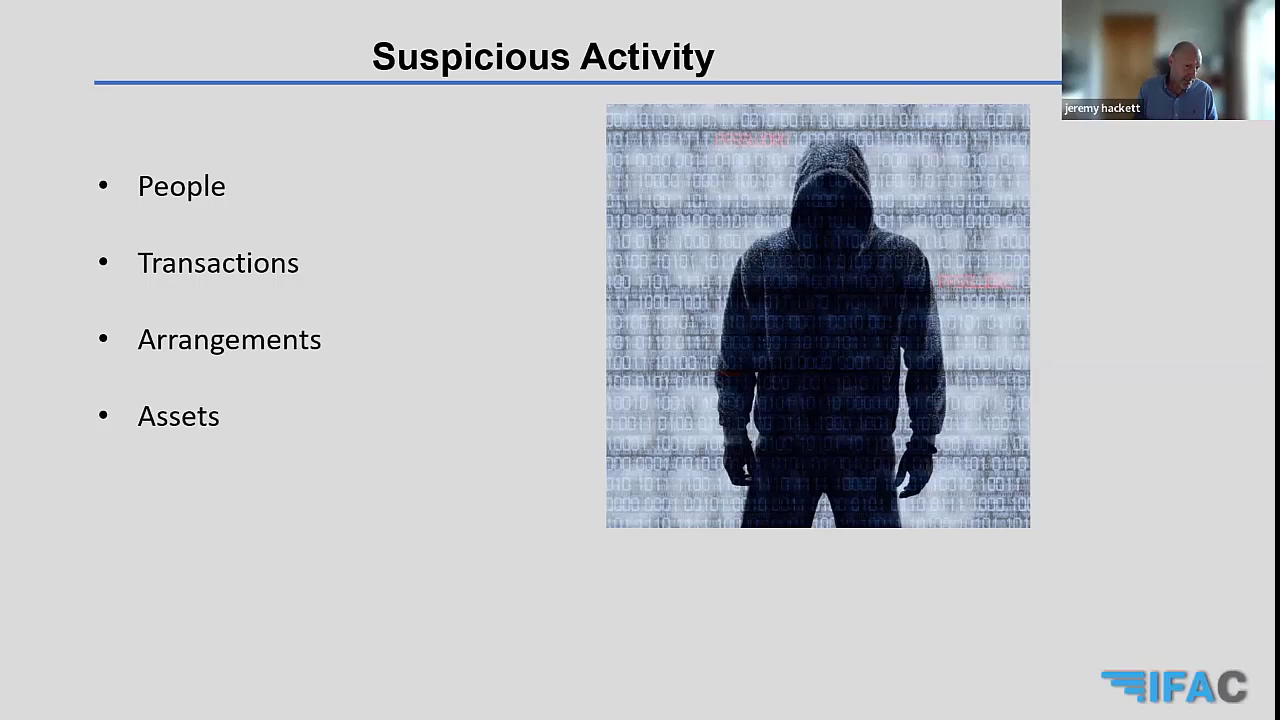 Suspicious Activity
jeremy hackett
• People
• Transactions
• Arrangements
• Assets
IFAC